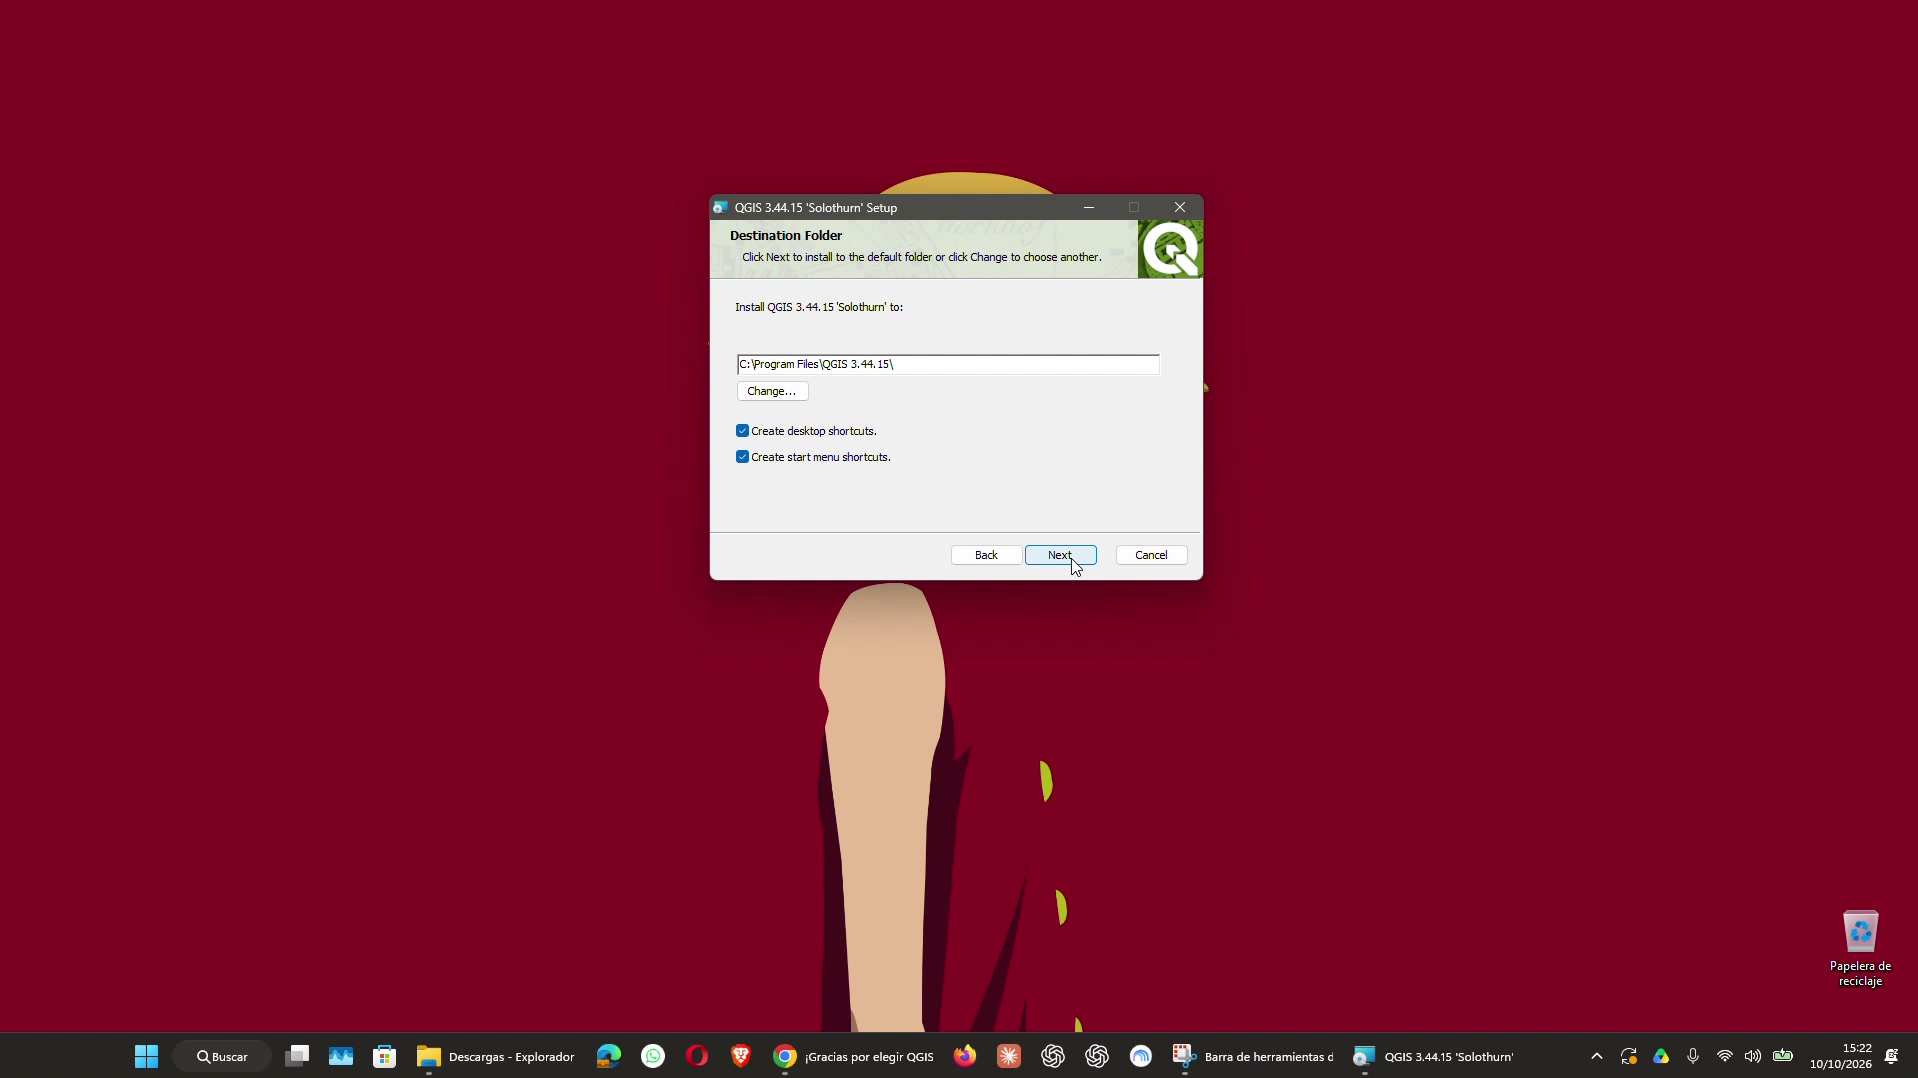 QGIS 3.44.15 'Solothurn' Setup
Destination Folder
Click Next to install to the default folder or click Change to choose another.
Install QGIS 3.44.15 'Solothurn' to:
C:\Program Files\QGIS 3.44.15\
Change...
Create desktop shortcuts.
Create start menu shortcuts.
Back
Next
Cancel
Papelera de
reciclaje
Buscar
Descargas - Explorador
¡Gracias por elegir QGIS
Barra de herramientas d
QGIS 3.44.15 'Solothurn'
15:22
10/10/2026